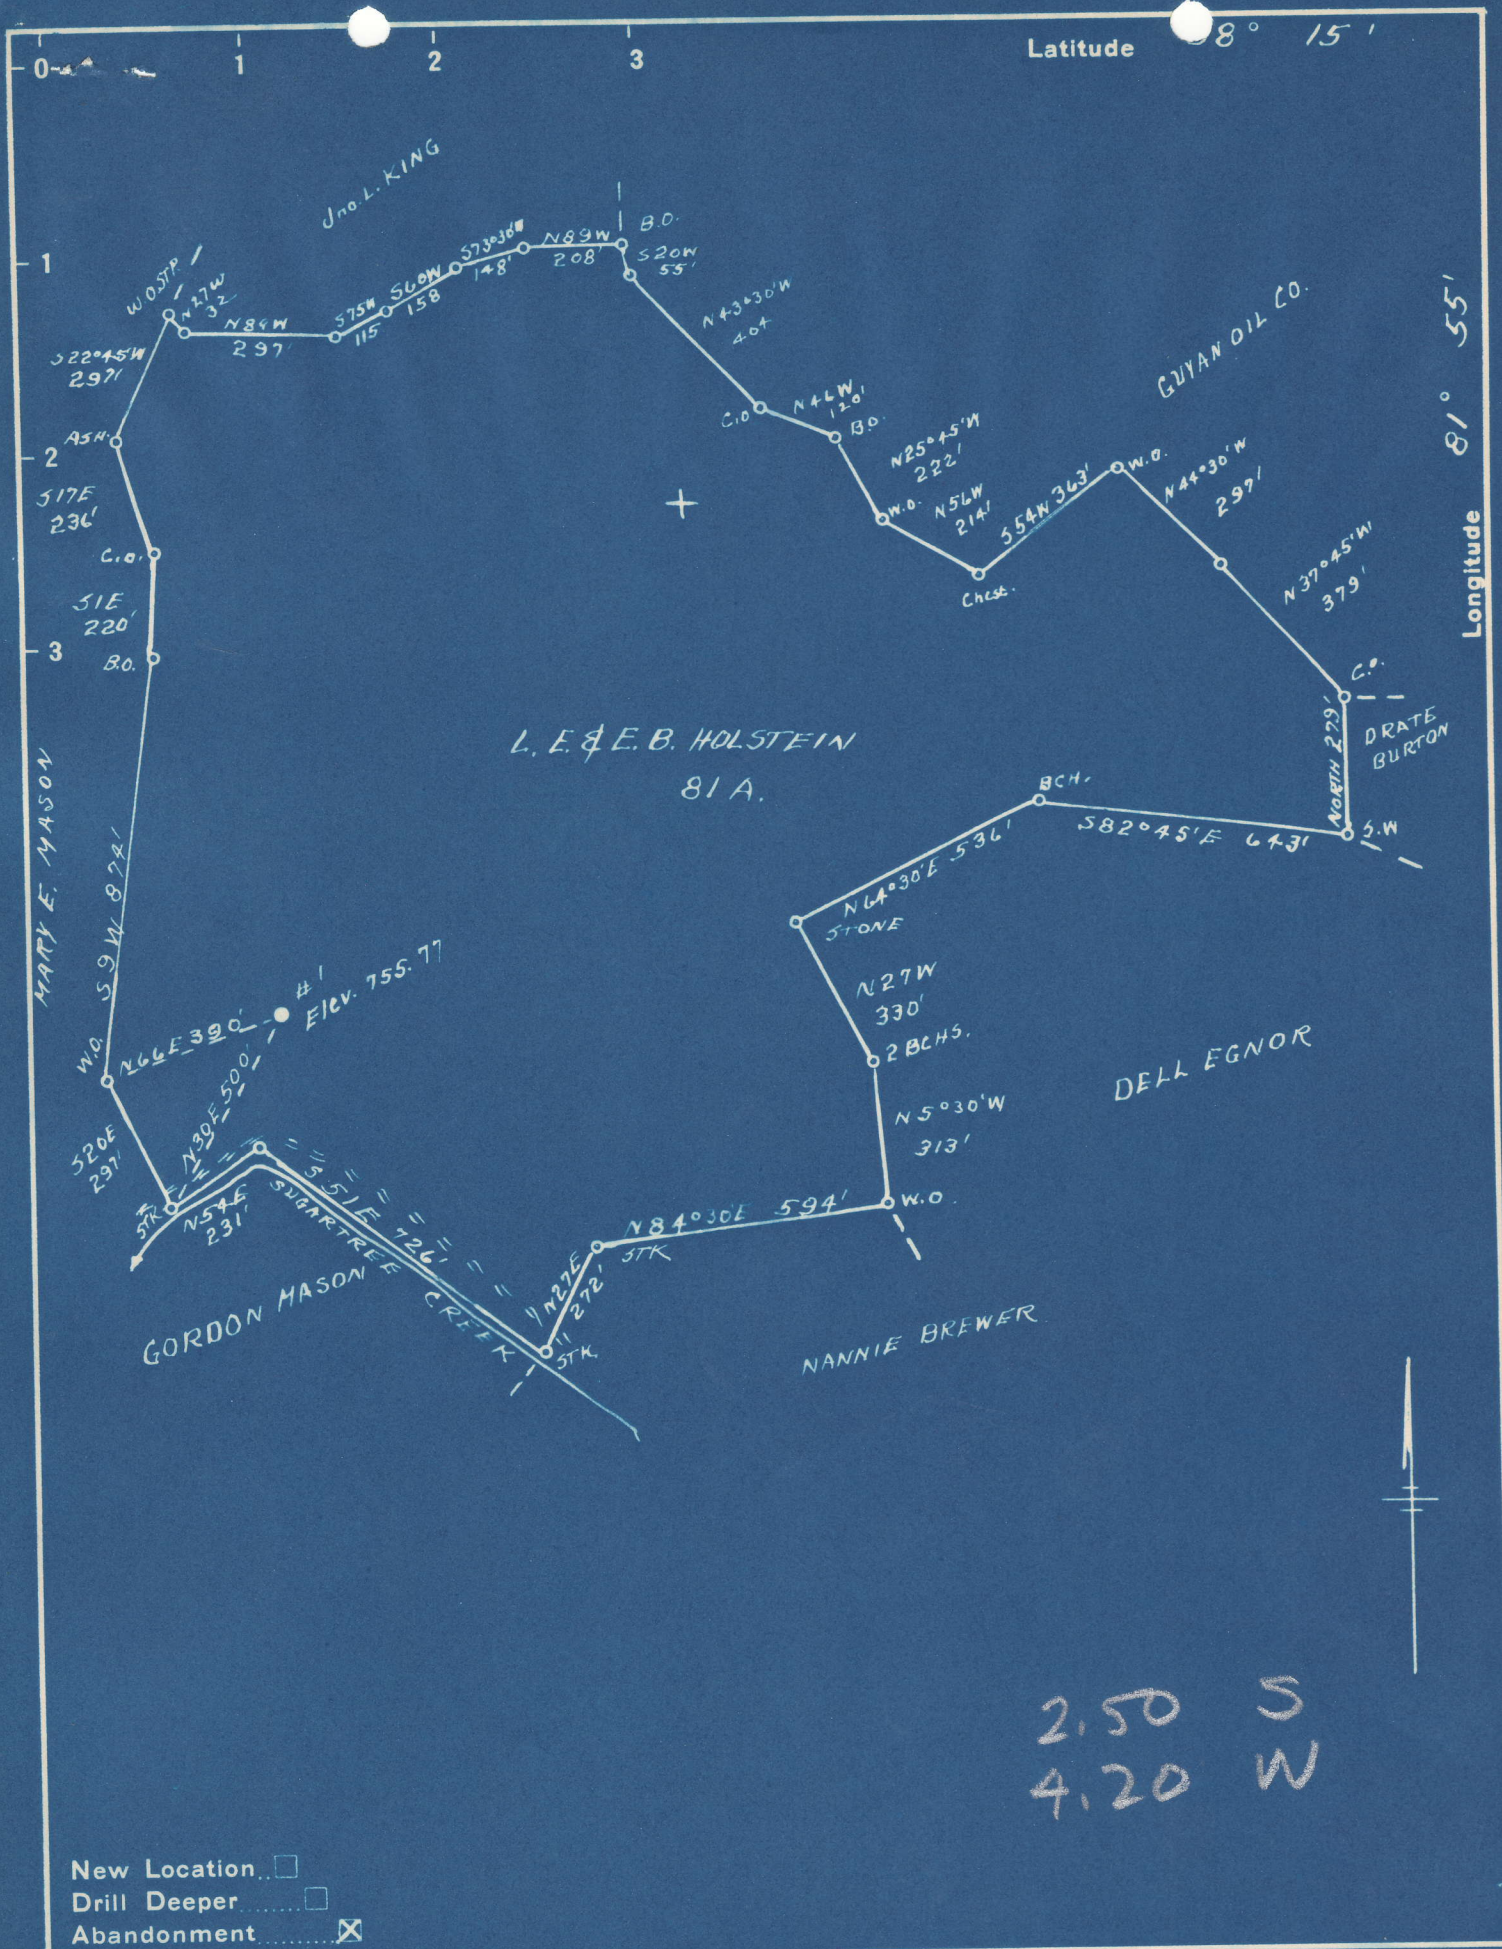 0
1
2
3
Latitude
8° 15'
1
2
3
Longitude
81° 55'
Jno. L. KING
W.O. STP.
N27W
32
N89W
297'
S75W
115
S60W
158
S73°30'W
148'
N89W
208'
B.O.
S20W
55'
N43°30'W
404
C.O
N46W
120'
B.O.
N25°45'W
222'
W.O.
N56W
214'
Chest.
S54W 363'
W.O.
N44°30'W
297'
N37°45'W
379'
C.O.
GUYAN OIL CO.
NORTH 279'
DRATE
BURTON
S.W
S82°45'E 643'
BCH.
N64°30'E 536'
STONE
N27W
330'
2 BCHS.
N5°30'W
313'
W.O.
DELL EGNOR
N84°30'E 594'
STK
N27E
272'
STK.
NANNIE BREWER
S51E 726'
SUGARTREE CREEK
N54E
231'
STK
GORDON MASON
S20E
297'
W.O.
N66E 390'
N30E 500'
#1
Elev. 755.77
S9W 874'
MARY E. MASON
B.O.
S1E
220'
C.O.
S17E
236'
ASH.
S22°45'W
297'
L. E. & E. B. HOLSTEIN
81 A.
2.50 S
4.20 W
New Location
Drill Deeper
Abandonment X